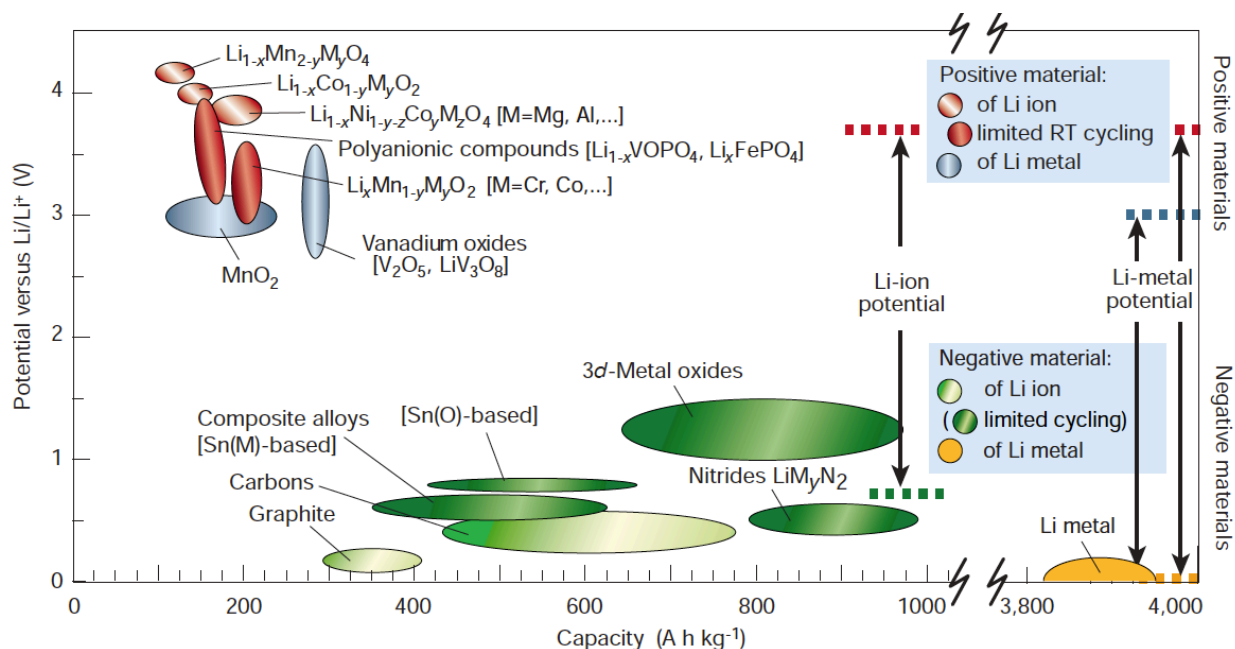 Li₁₋ₓMn₂₋yMyO₄
Li₁₋ₓCo₁₋yMyO₂
Li₁₋ₓNi₁₋y₋zCoyMzO₄ [M=Mg, Al,...]
Polyanionic compounds [Li₁₋ₓVOPO₄, LiₓFePO₄]
LiₓMn₁₋yMyO₂ [M=Cr, Co,...]
Vanadium oxides
[V₂O₅, LiV₃O₈]
MnO₂
Positive material:
of Li ion
limited RT cycling
of Li metal
Positive materials
Li-ion
potential
Li-metal
potential
3d-Metal oxides
[Sn(O)-based]
Composite alloys
[Sn(M)-based]
Carbons
Graphite
Nitrides LiMyN₂
Negative material:
of Li ion
( limited cycling)
of Li metal
Negative materials
Li metal
Potential versus Li/Li⁺ (V)
4
3
2
1
0
0
200
400
600
800
1000
3,800
4,000
Capacity (A h kg⁻¹)